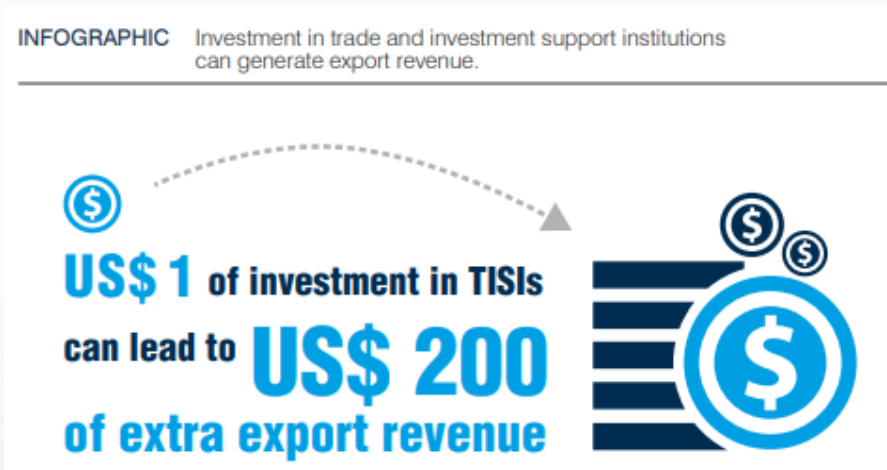 INFOGRAPHIC Investment in trade and investment support institutions
can generate export revenue.
$
$
$
US$ 1 of investment in TISIs
can lead to US$ 200
$
of extra export revenue